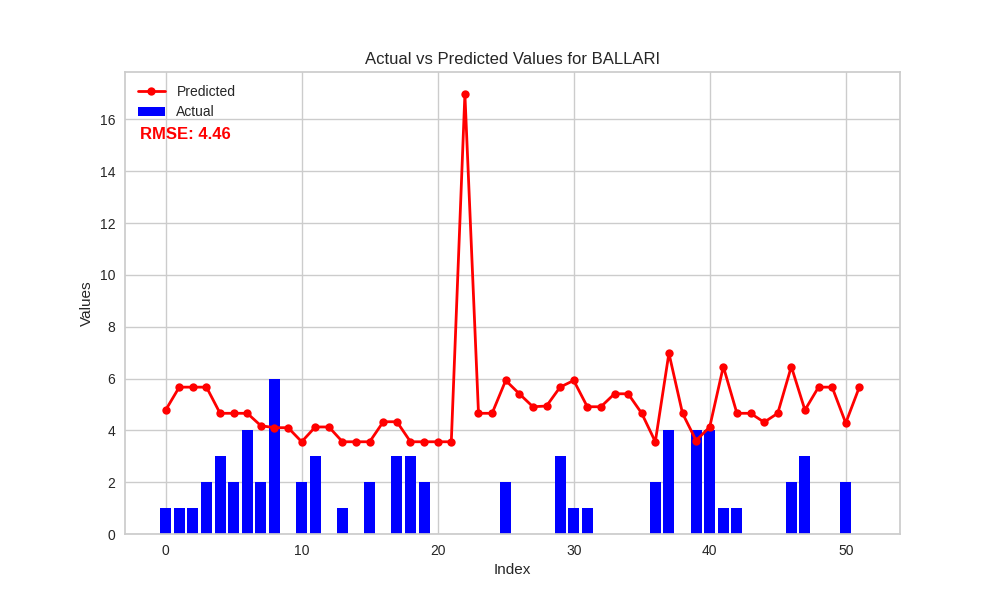 Actual vs Predicted Values for BALLARI
Predicted
Actual
RMSE: 4.46
16
14
12
10
8
6
4
2
0
Values
0 10 20 30 40 50
Index